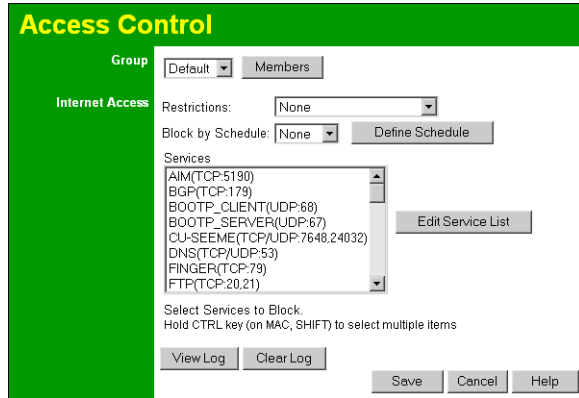 Access Control
Group
Default Members
Internet Access
Restrictions: None
Block by Schedule: None Define Schedule
Services
AIM(TCP:5190)
BGP(TCP:179)
BOOTP_CLIENT(UDP:68)
BOOTP_SERVER(UDP:67)
CU-SEEME(TCP/UDP:7648,24032)
DNS(TCP/UDP:53)
FINGER(TCP:79)
FTP(TCP:20,21)
Edit Service List
Select Services to Block.
Hold CTRL key (on MAC, SHIFT) to select multiple items
View Log Clear Log
Save Cancel Help